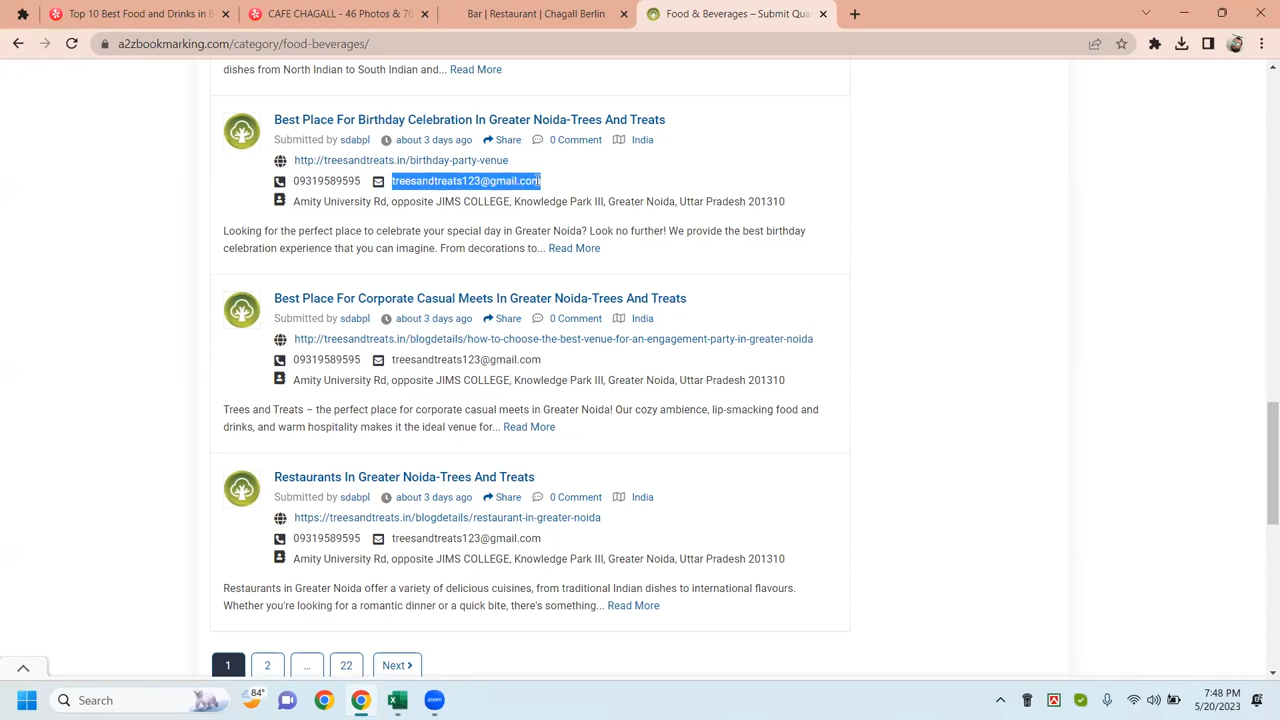 Top 10 Best Food and Drinks in B
CAFE CHAGALL - 46 Photos & 70
Bar | Restaurant | Chagall Berlin
Food & Beverages – Submit Qua
a2zbookmarking.com/category/food-beverages/
dishes from North Indian to South Indian and... Read More
Best Place For Birthday Celebration In Greater Noida-Trees And Treats
Submitted by sdabpl about 3 days ago Share 0 Comment India
http://treesandtreats.in/birthday-party-venue
09319589595 treesandtreats123@gmail.com
Amity University Rd, opposite JIMS COLLEGE, Knowledge Park III, Greater Noida, Uttar Pradesh 201310
Looking for the perfect place to celebrate your special day in Greater Noida? Look no further! We provide the best birthday
celebration experience that you can imagine. From decorations to... Read More
Best Place For Corporate Casual Meets In Greater Noida-Trees And Treats
Submitted by sdabpl about 3 days ago Share 0 Comment India
http://treesandtreats.in/blogdetails/how-to-choose-the-best-venue-for-an-engagement-party-in-greater-noida
09319589595 treesandtreats123@gmail.com
Amity University Rd, opposite JIMS COLLEGE, Knowledge Park III, Greater Noida, Uttar Pradesh 201310
Trees and Treats – the perfect place for corporate casual meets in Greater Noida! Our cozy ambience, lip-smacking food and
drinks, and warm hospitality makes it the ideal venue for... Read More
Restaurants In Greater Noida-Trees And Treats
Submitted by sdabpl about 3 days ago Share 0 Comment India
https://treesandtreats.in/blogdetails/restaurant-in-greater-noida
09319589595 treesandtreats123@gmail.com
Amity University Rd, opposite JIMS COLLEGE, Knowledge Park III, Greater Noida, Uttar Pradesh 201310
Restaurants in Greater Noida offer a variety of delicious cuisines, from traditional Indian dishes to international flavours.
Whether you're looking for a romantic dinner or a quick bite, there's something... Read More
1 2 ... 22 Next
Search 84° zoom 7:48 PM
5/20/2023